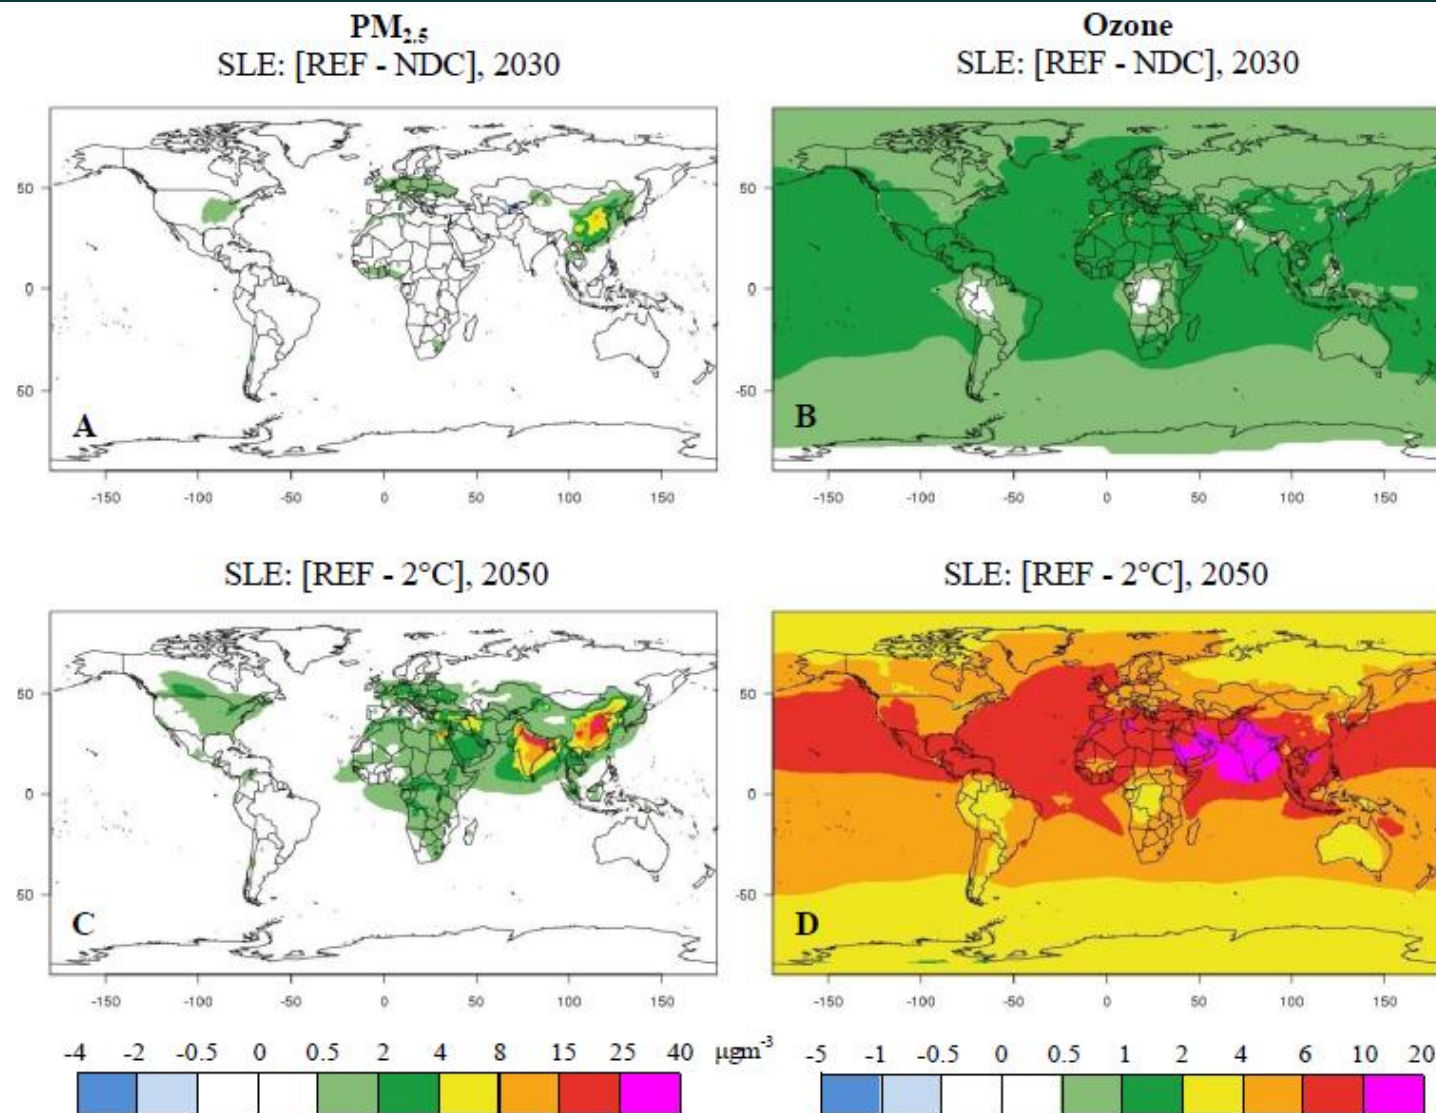 PM2.5
SLE: [REF - NDC], 2030
Ozone
SLE: [REF - NDC], 2030
50
0
50
A
-150 -100 -50 0 50 100 150
50
0
-50
B
-150 -100 -50 0 50 100 150
SLE: [REF - 2°C], 2050
SLE: [REF - 2°C], 2050
50
0
50
C
-150 -100 -50 0 50 100 150
50
0
-50
D
-150 -100 -50 0 50 100 150
-4 -2 -0.5 0 0.5 2 4 8 15 25 40 µgm-3
-5 -1 -0.5 0 0.5 1 2 4 6 10 20